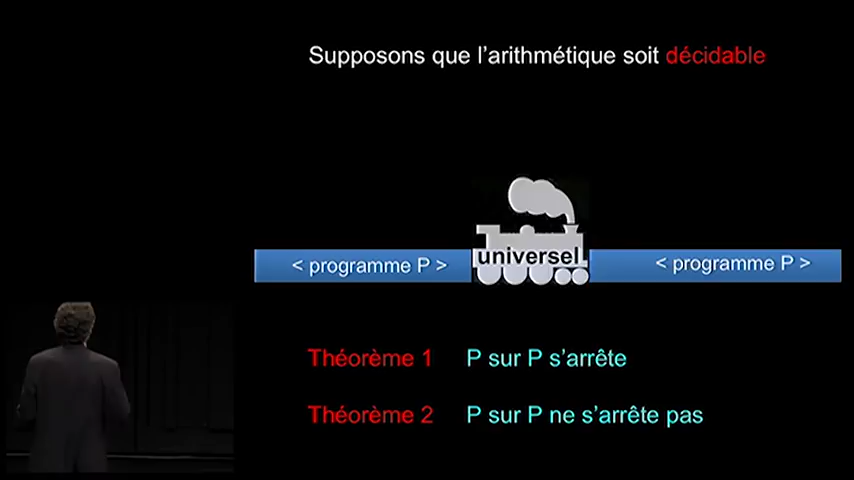 Supposons que l’arithmétique soit décidable
< programme P > universel < programme P >
Théorème 1 P sur P s’arrête
Théorème 2 P sur P ne s’arrête pas